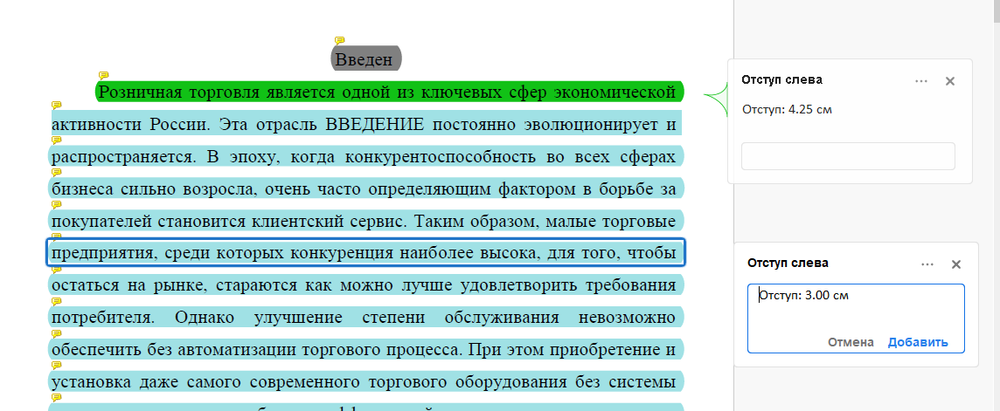 Введен
Розничная торговля является одной из ключевых сфер экономической
активности России. Эта отрасль ВВЕДЕНИЕ постоянно эволюционирует и
распространяется. В эпоху, когда конкурентоспособность во всех сферах
бизнеса сильно возросла, очень часто определяющим фактором в борьбе за
покупателей становится клиентский сервис. Таким образом, малые торговые
предприятия, среди которых конкуренция наиболее высока, для того, чтобы
остаться на рынке, стараются как можно лучше удовлетворить требования
потребителя. Однако улучшение степени обслуживания невозможно
обеспечить без автоматизации торгового процесса. При этом приобретение и
установка даже самого современного торгового оборудования без системы
Отступ слева
Отступ: 4.25 см
Отступ слева
Отступ: 3.00 см
Отмена Добавить